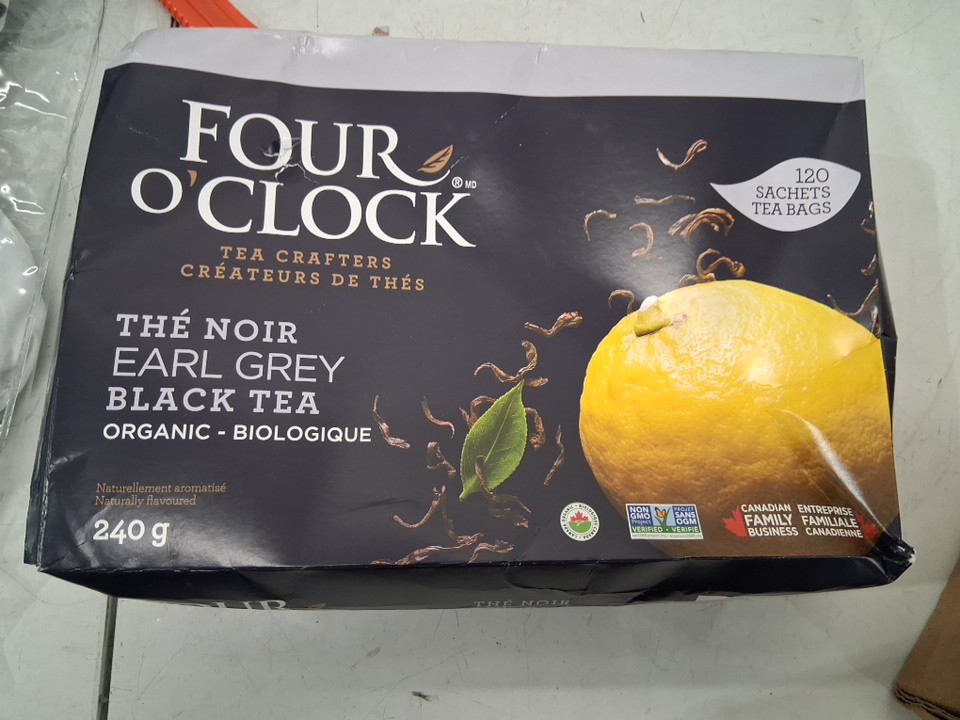 FOUR
O'CLOCK
® MD
TEA CRAFTERS
CRÉATEURS DE THÉS
THÉ NOIR
EARL GREY
BLACK TEA
ORGANIC - BIOLOGIQUE
Naturellement aromatisé
Naturally flavoured
240 g
120
SACHETS
TEA BAGS
NON
GMO
Project
VERIFIED
PROJET
SANS
OGM
VÉRIFIÉ
CANADIAN
FAMILY
BUSINESS
ENTREPRISE
FAMILIALE
CANADIENNE
THÉ NOIR